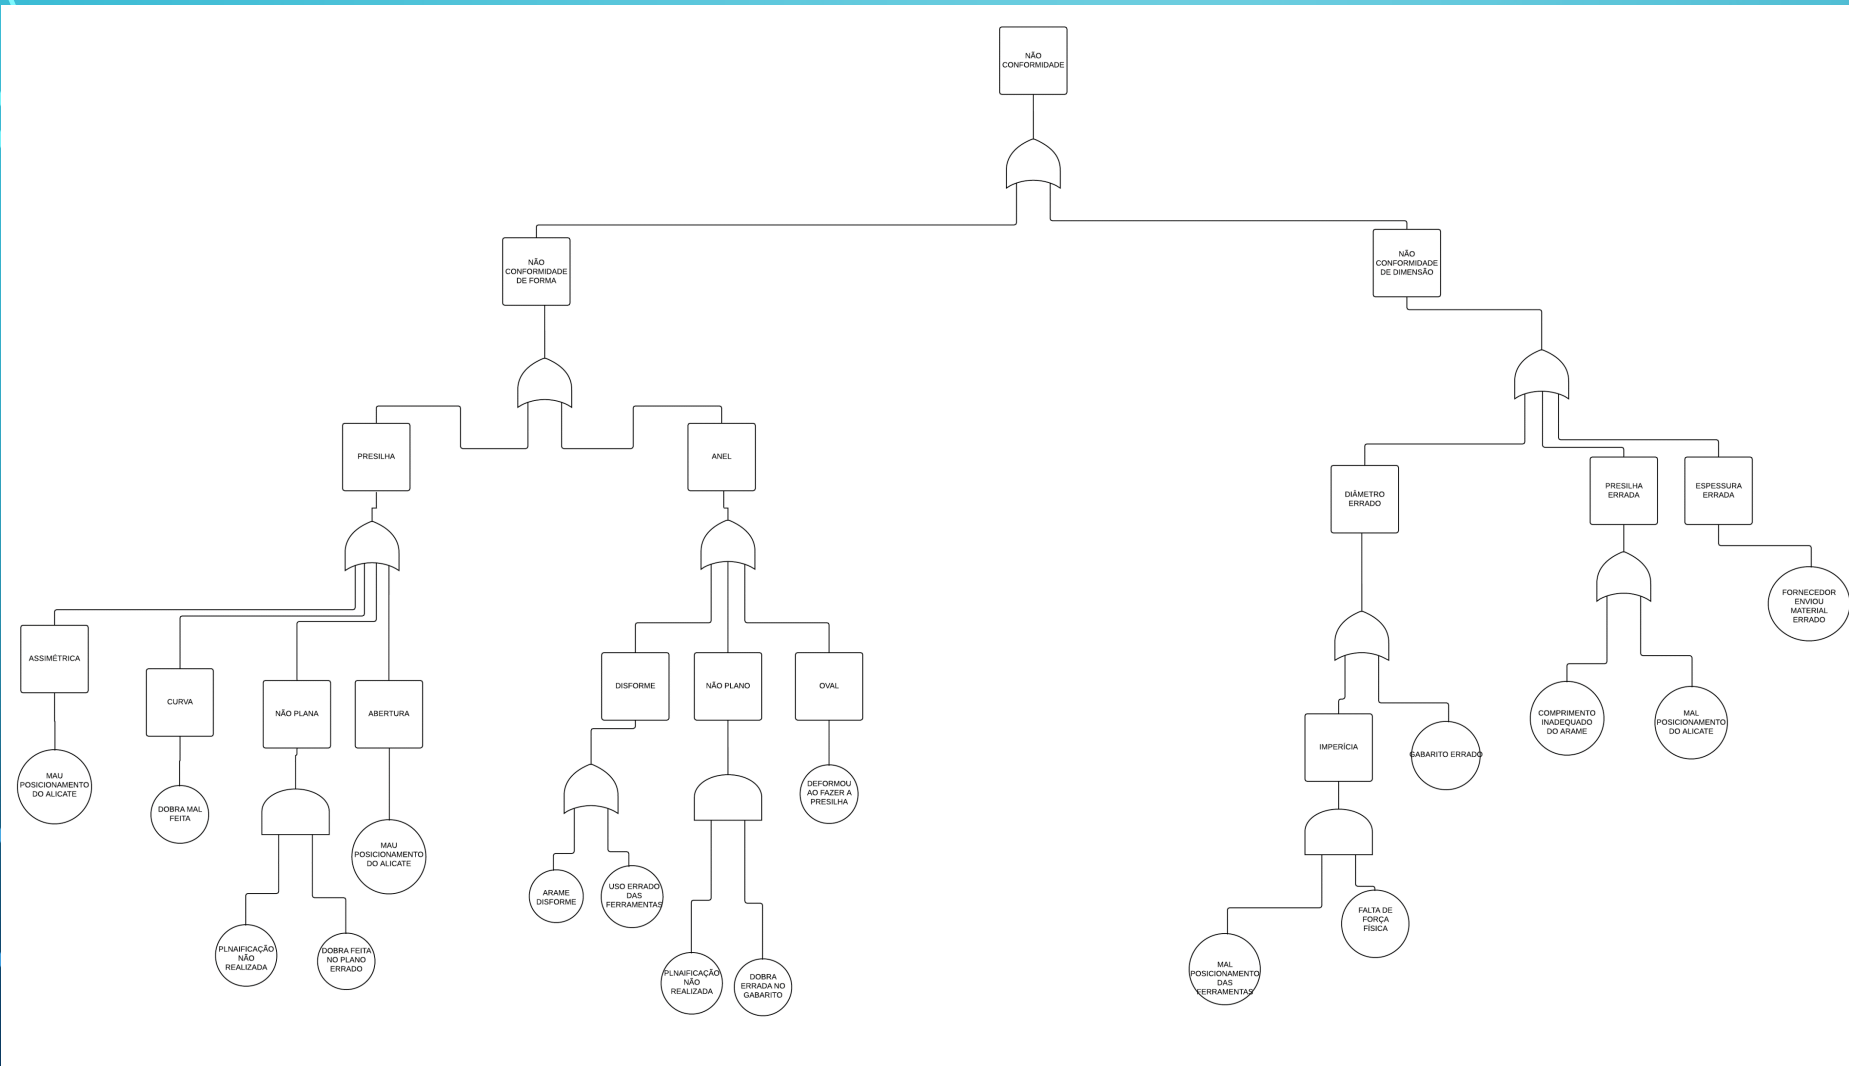 NÃO
CONFORMIDADE
NÃO
CONFORMIDADE
DE FORMA
NÃO
CONFORMIDADE
DE DIMENSÃO
PRESILHA
ANEL
DIÂMETRO
ERRADO
PRESILHA
ERRADA
ESPESSURA
ERRADA
FORNECEDOR
ENVIOU
MATERIAL
ERRADO
ASSIMÉTRICA
CURVA
NÃO PLANA
ABERTURA
DISFORME
NÃO PLANO
OVAL
IMPERÍCIA
GABARITO ERRADO
COMPRIMENTO
INADEQUADO
DO ARAME
MAL
POSICIONAMENTO
DO ALICATE
MAU
POSICIONAMENTO
DO ALICATE
DOBRA MAL
FEITA
MAU
POSICIONAMENTO
DO ALICATE
DEFORMOU
AO FAZER A
PRESILHA
ARAME
DISFORME
USO ERRADO
DAS
FERRAMENTAS
PLNAIFICAÇÃO
NÃO
REALIZADA
DOBRA FEITA
NO PLANO
ERRADO
PLNAIFICAÇÃO
NÃO
REALIZADA
DOBRA
ERRADA NO
GABARITO
MAL
POSICIONAMENTO
DAS
FERRAMENTAS
FALTA DE
FORÇA
FÍSICA